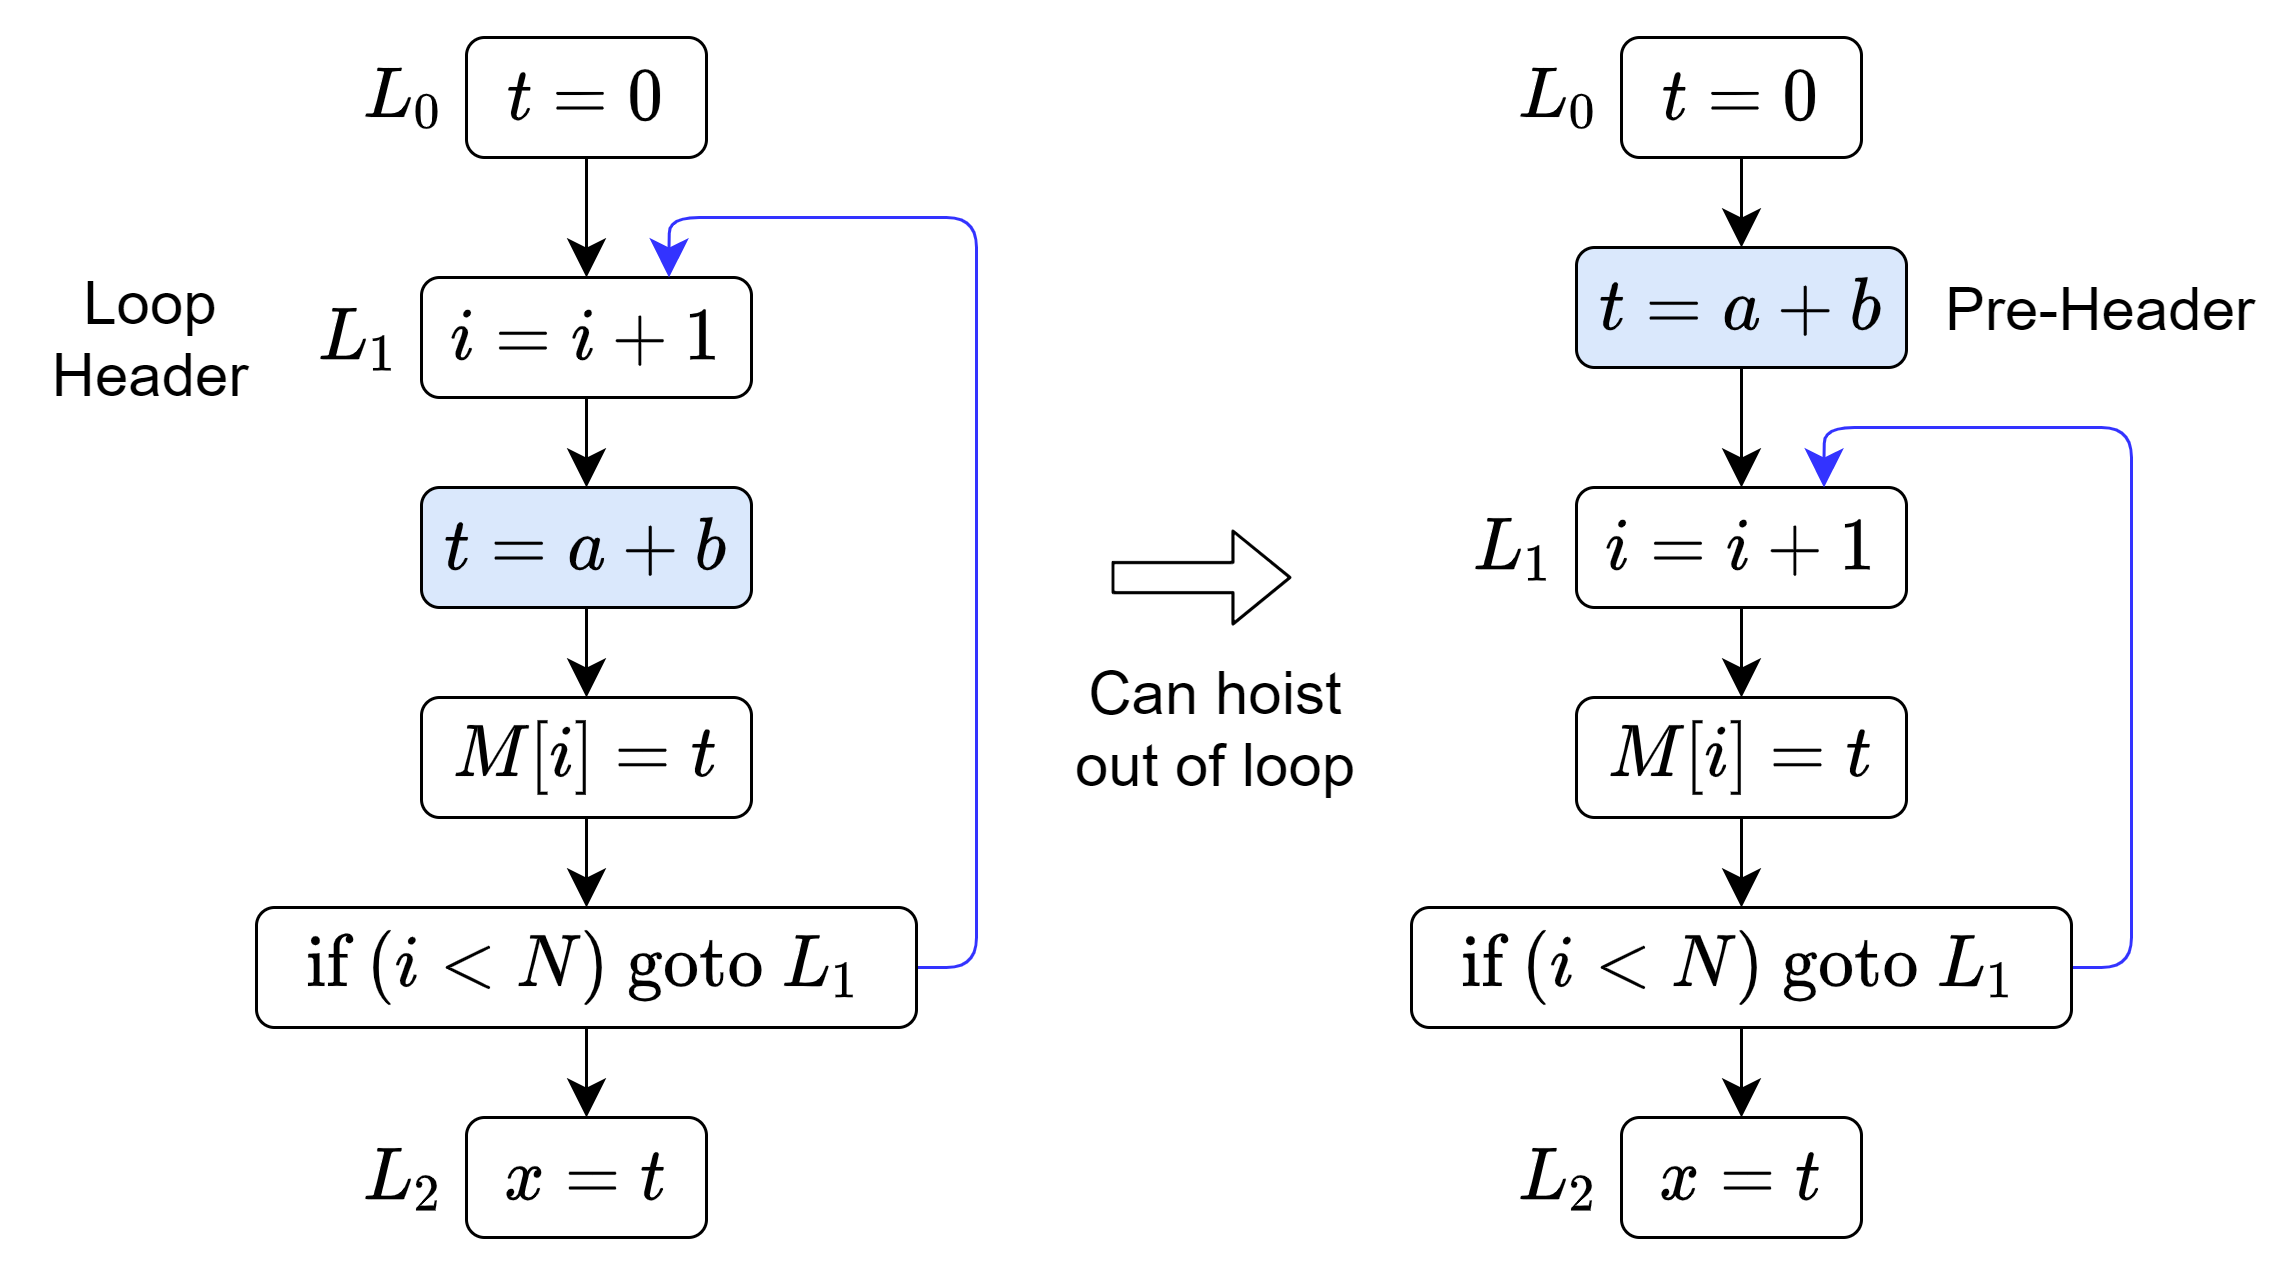 L₀ t = 0
Loop
Header
L₁ i = i + 1
t = a + b
M[i] = t
if (i < N) goto L₁
L₂ x = t
Can hoist
out of loop
L₀ t = 0
t = a + b Pre-Header
L₁ i = i + 1
M[i] = t
if (i < N) goto L₁
L₂ x = t